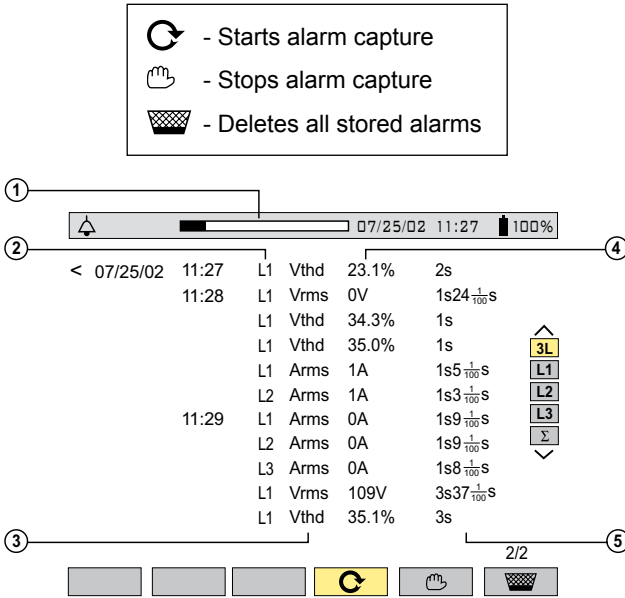 - Starts alarm capture
- Stops alarm capture
- Deletes all stored alarms
1
07/25/02 11:27 100%
2 4
< 07/25/02 11:27 L1 Vthd 23.1% 2s
11:28 L1 Vrms 0V 1s24 1/100 s
L1 Vthd 34.3% 1s
L1 Vthd 35.0% 1s
3L
L1 Arms 1A 1s5 1/100 s L1
L2 Arms 1A 1s3 1/100 s L2
11:29 L1 Arms 0A 1s9 1/100 s L3
L2 Arms 0A 1s9 1/100 s Σ
L3 Arms 0A 1s8 1/100 s
L1 Vrms 109V 3s37 1/100 s
L1 Vthd 35.1% 3s
3 5
2/2